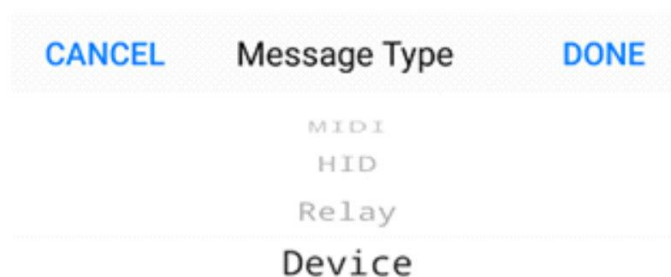 CANCEL Message Type DONE
MIDI
HID
Relay
Device